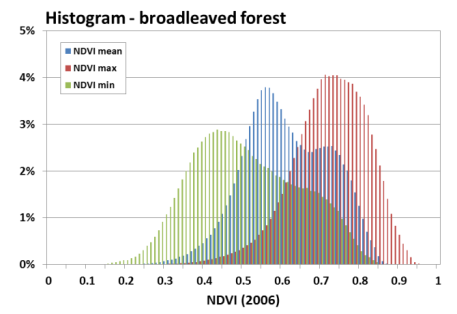 Histogram - broadleaved forest
5%
NDVI mean
NDVI max
NDVI min
4%
3%
2%
1%
0%
0 0.1 0.2 0.3 0.4 0.5 0.6 0.7 0.8 0.9 1
NDVI (2006)